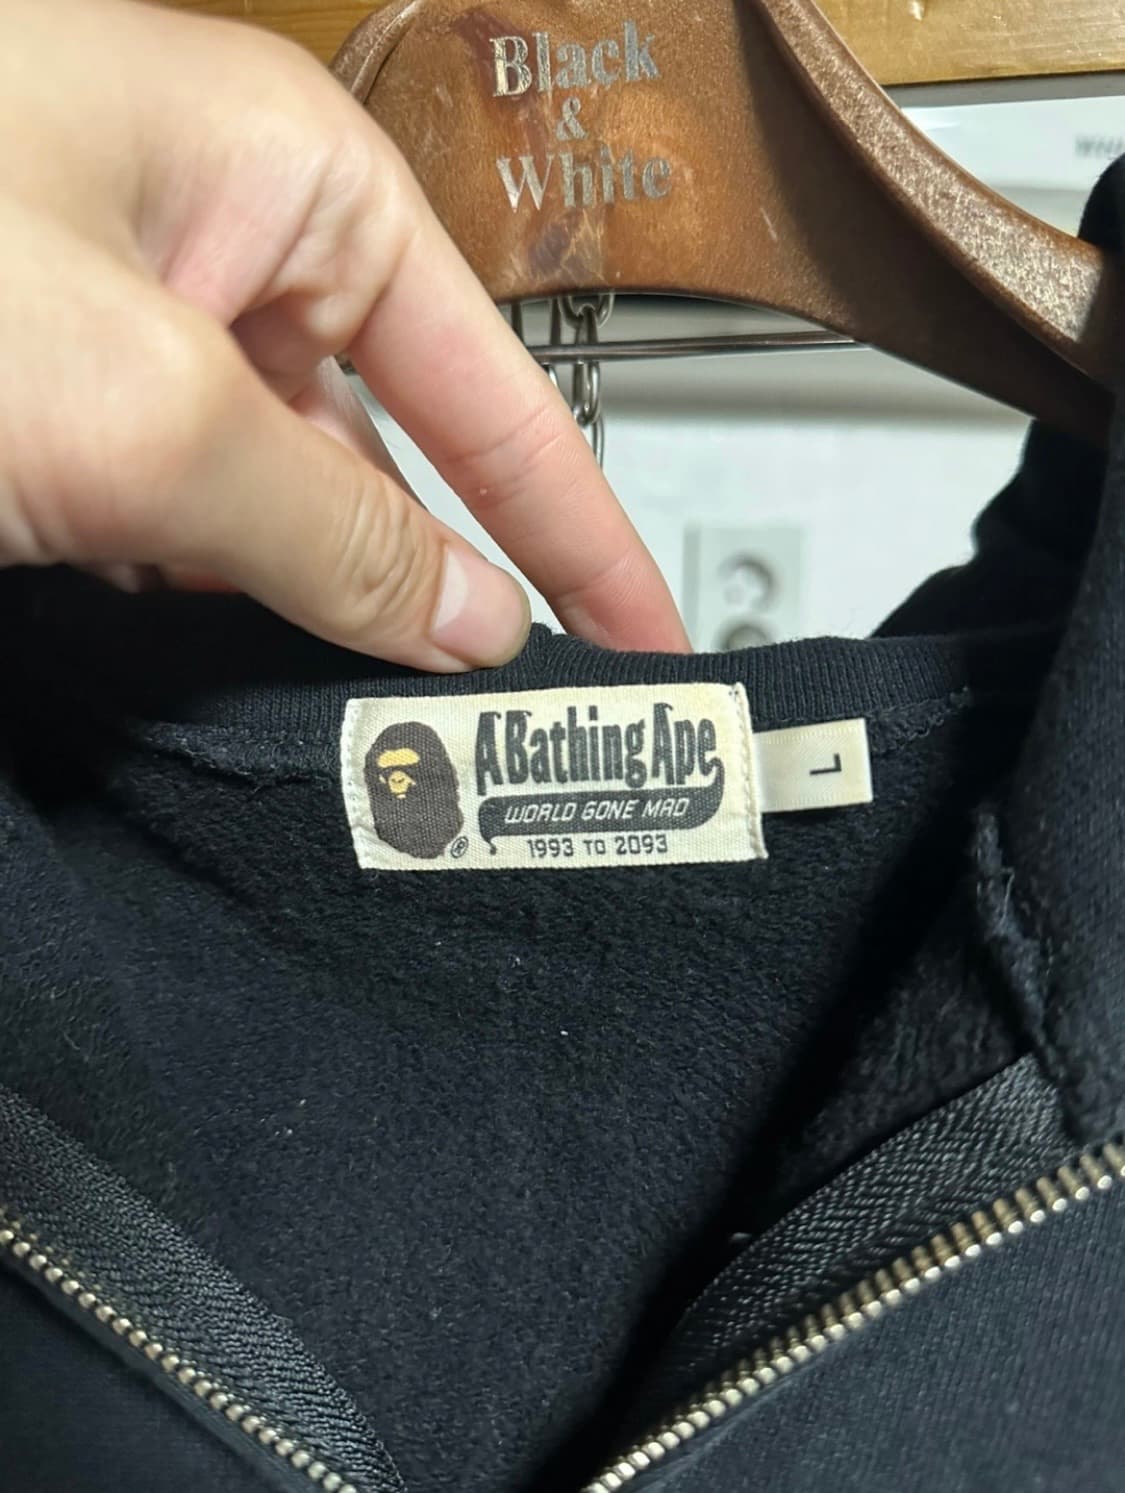 Black
&
White
A Bathing Ape
WORLD GONE MAD
®
1993 TO 2093
L